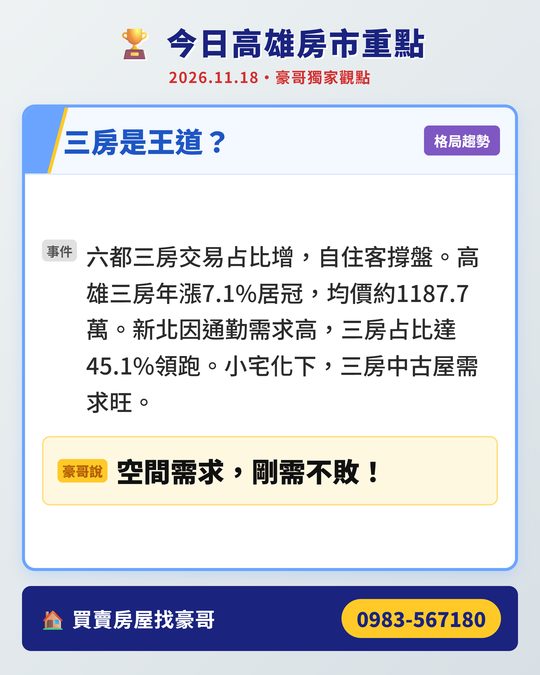 今日高雄房市重點
2026.11.18・豪哥獨家觀點
三房是王道？
格局趨勢
事件
六都三房交易占比增，自住客撐盤。高
雄三房年漲7.1%居冠，均價約1187.7
萬。新北因通勤需求高，三房占比達
45.1%領跑。小宅化下，三房中古屋需
求旺。
豪哥說
空間需求，剛需不敗！
買賣房屋找豪哥
0983-567180